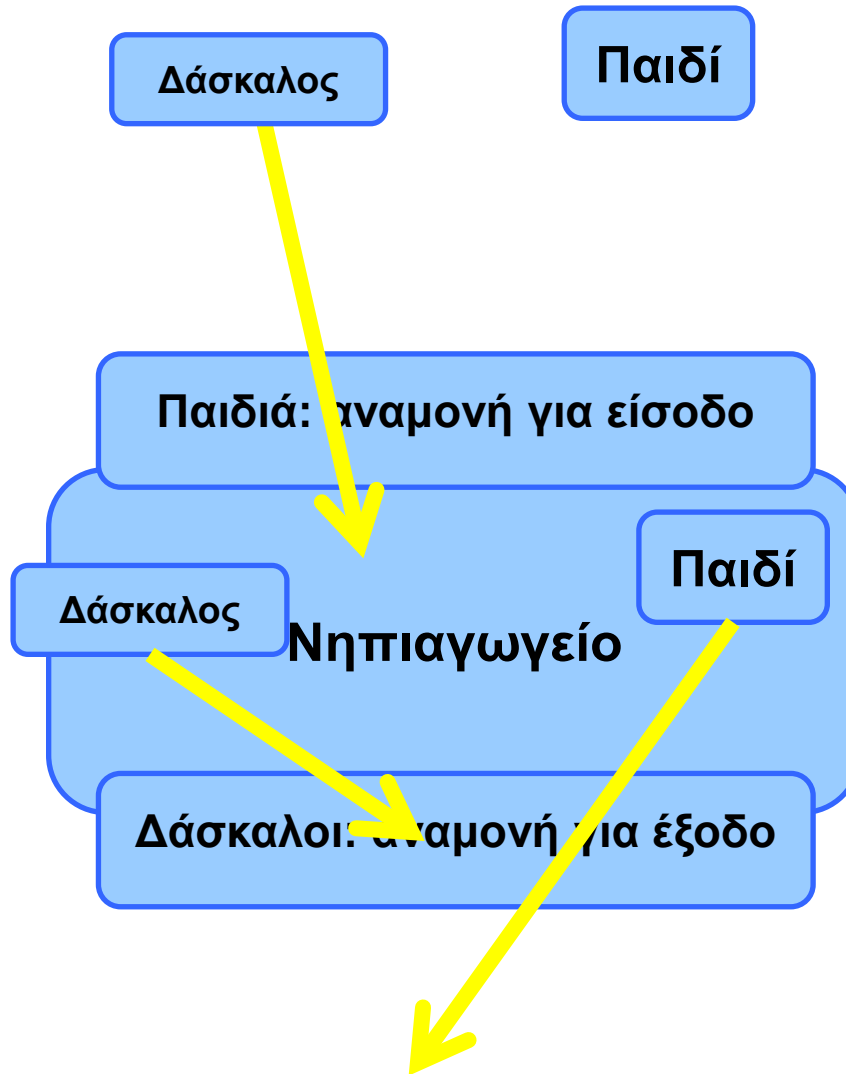 Δάσκαλος
Παιδί
Παιδιά: αναμονή για είσοδο
Παιδί
Δάσκαλος
Νηπιαγωγείο
Δάσκαλοι: αναμονή για έξοδο